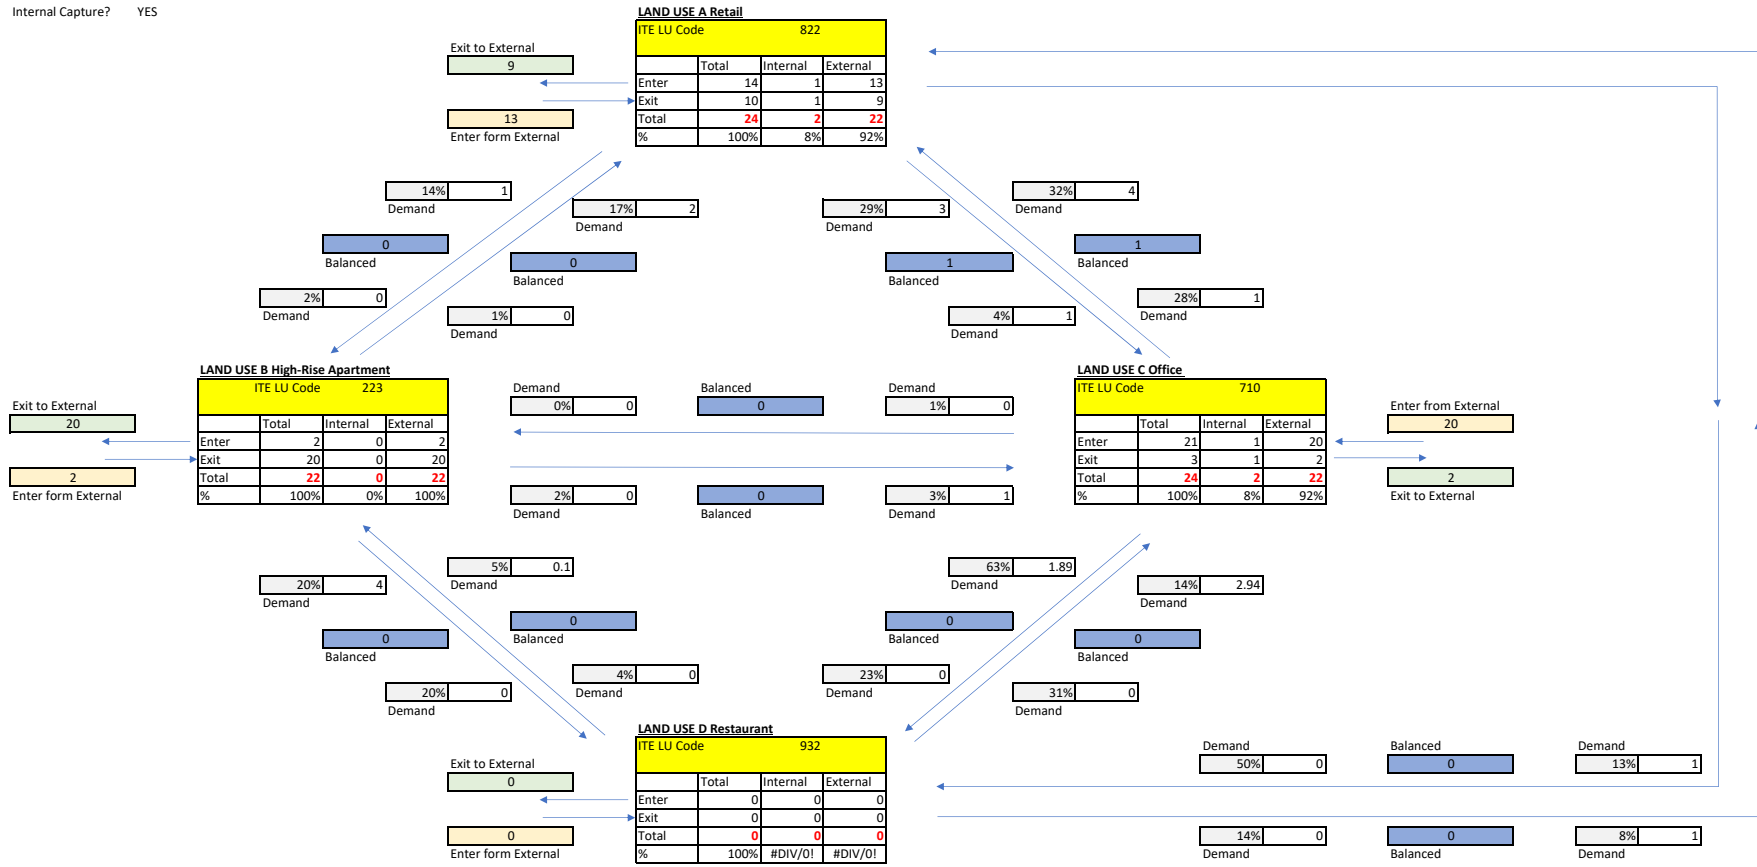 Internal Capture? YES
LAND USE A Retail
ITE LU Code 822
Exit to External
9
Total Internal External
Enter 14 1 13
Exit 10 1 9
Total 24 2 22
% 100% 8% 92%
13
Enter form External
14% 1
Demand
17% 2
Demand
29% 3
Demand
32% 4
Demand
0
Balanced
0
Balanced
1
Balanced
1
Balanced
2% 0
Demand
1% 0
Demand
4% 1
Demand
28% 1
Demand
LAND USE B High-Rise Apartment
ITE LU Code 223
Exit to External
20
Total Internal External
Enter 2 0 2
Exit 20 0 20
Total 22 0 22
% 100% 0% 100%
2
Enter form External
Demand Balanced Demand
0% 0 0 1% 0
2% 0 0 3% 1
Demand Balanced Demand
LAND USE C Office
ITE LU Code 710
Total Internal External
Enter 21 1 20
Exit 3 1 2
Total 24 2 22
% 100% 8% 92%
Enter from External
20
2
Exit to External
20% 4
Demand
5% 0.1
Demand
63% 1.89
Demand
14% 2.94
Demand
0
Balanced
0
Balanced
0
Balanced
0
Balanced
20% 0
Demand
4% 0
Demand
23% 0
Demand
31% 0
Demand
LAND USE D Restaurant
ITE LU Code 932
Exit to External
0
Total Internal External
Enter 0 0 0
Exit 0 0 0
Total 0 0 0
% 100% #DIV/0! #DIV/0!
0
Enter form External
Demand Balanced Demand
50% 0 0 13% 1
14% 0 0 8% 1
Demand Balanced Demand